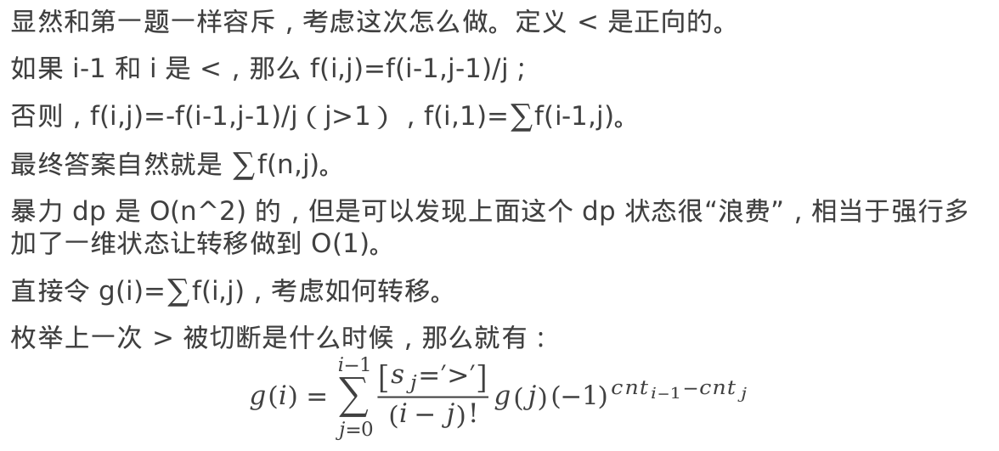 显然和第一题一样容斥，考虑这次怎么做。定义 < 是正向的。
如果 i-1 和 i 是 <，那么 f(i,j)=f(i-1,j-1)/j；
否则，f(i,j)=-f(i-1,j-1)/j（j>1），f(i,1)=∑f(i-1,j)。
最终答案自然就是 ∑f(n,j)。
暴力 dp 是 O(n^2) 的，但是可以发现上面这个 dp 状态很“浪费”，相当于强行多
加了一维状态让转移做到 O(1)。
直接令 g(i)=∑f(i,j)，考虑如何转移。
枚举上一次 > 被切断是什么时候，那么就有：
g(i) = \sum_{j=0}^{i-1} \frac{[s_j='>']}{(i-j)!} g(j)(-1)^{cnt_{i-1}-cnt_j}